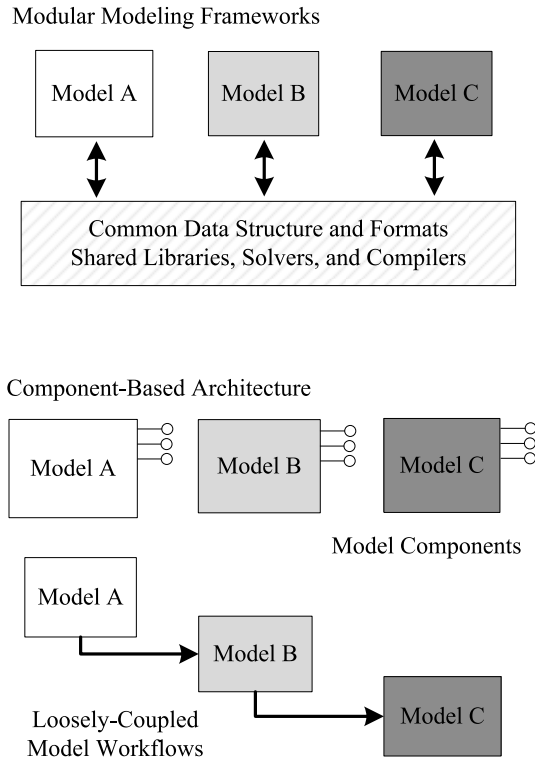 Modular Modeling Frameworks
Model A
Model B
Model C
Common Data Structure and Formats
Shared Libraries, Solvers, and Compilers
Component-Based Architecture
Model A
Model B
Model C
Model Components
Model A
Model B
Model C
Loosely-Coupled
Model Workflows